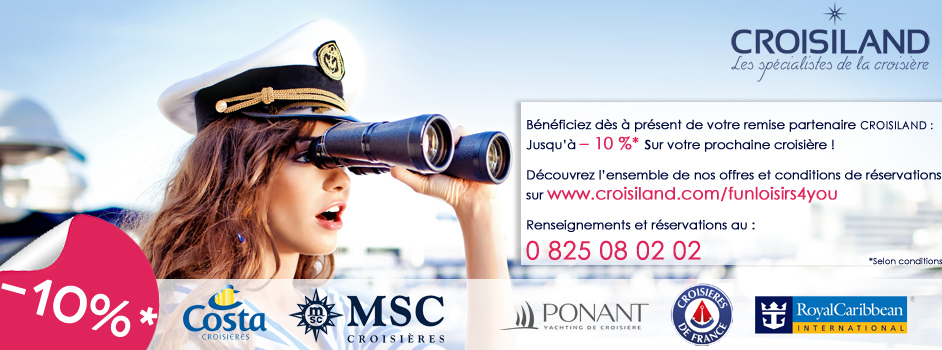 CROISILAND
Les spécialistes de la croisière
Bénéficiez dès à présent de votre remise partenaire CROISILAND :
Jusqu'à – 10 %* Sur votre prochaine croisière !
Découvrez l'ensemble de nos offres et conditions de réservations
sur www.croisiland.com/funloisirs4you
Renseignements et réservations au :
0 825 08 02 02
*Selon conditions
–10%*
Costa
CROISIÈRES
msc
MSC
CROISIÈRES
PONANT
YACHTING DE CROISIERE
CROISIERES
DE FRANCE
RoyalCaribbean
INTERNATIONAL